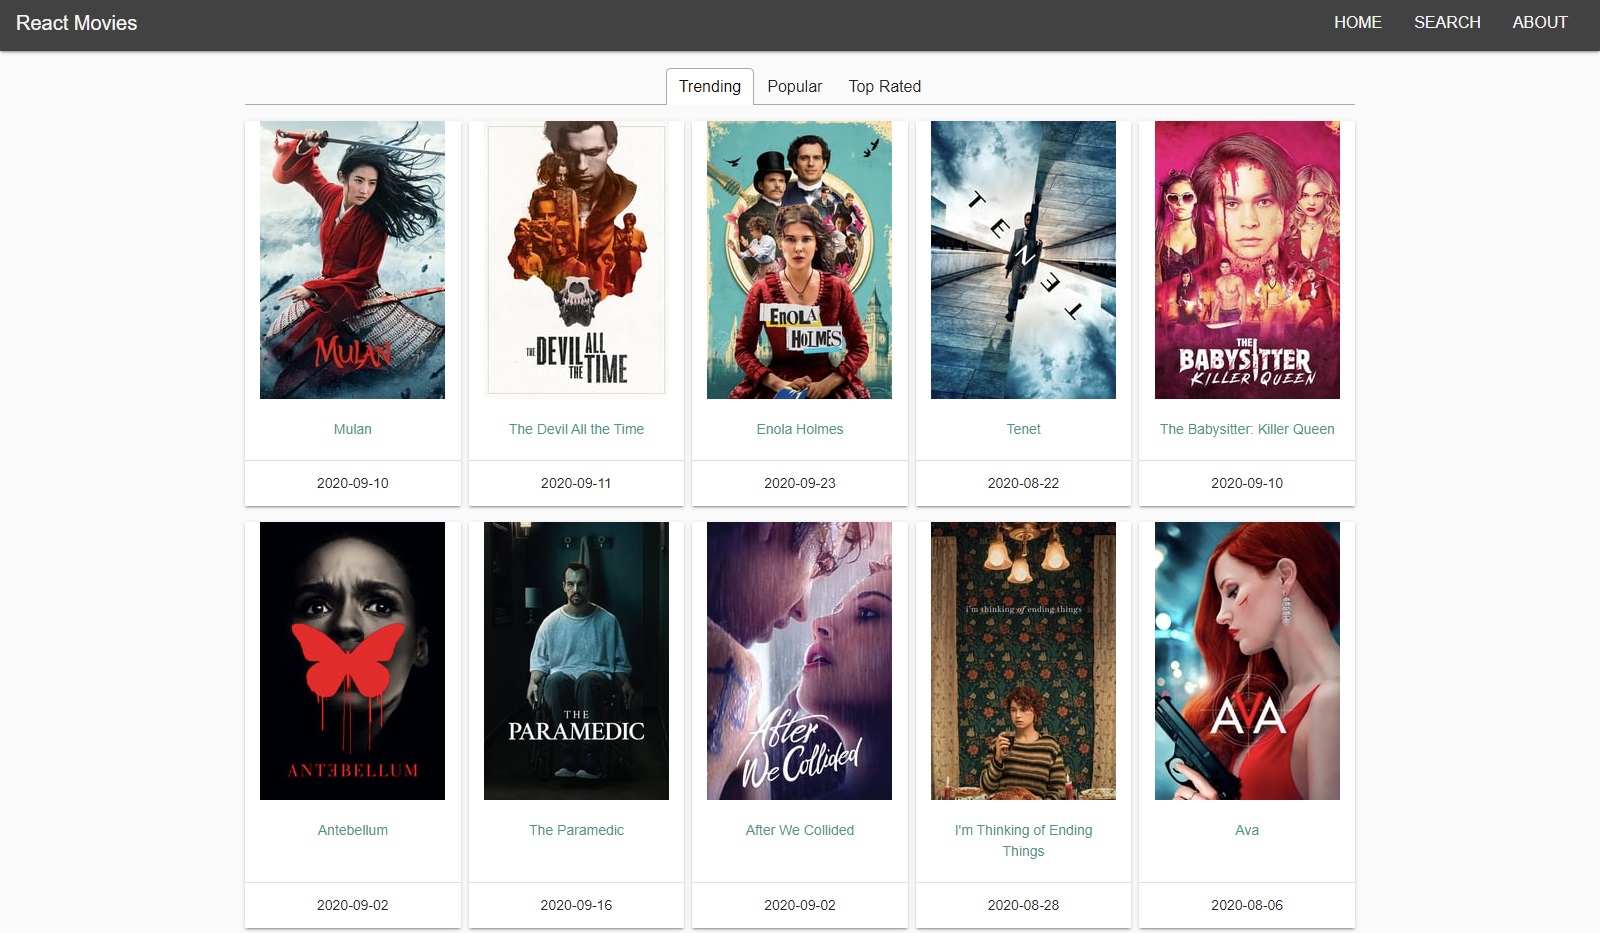 React Movies
HOME SEARCH ABOUT
Trending Popular Top Rated
MULAN
THE DEVIL ALL
THE TIME
ENOLA
HOLMES
TENET
THE
BABYSITTER
KILLER QUEEN
Mulan
The Devil All the Time
Enola Holmes
Tenet
The Babysitter: Killer Queen
2020-09-10
2020-09-11
2020-09-23
2020-08-22
2020-09-10
ANTEBELLUM
THE
PARAMEDIC
After
We Collided
i'm thinking of ending things
AVA
Antebellum
The Paramedic
After We Collided
I'm Thinking of Ending
Things
Ava
2020-09-02
2020-09-16
2020-09-02
2020-08-28
2020-08-06